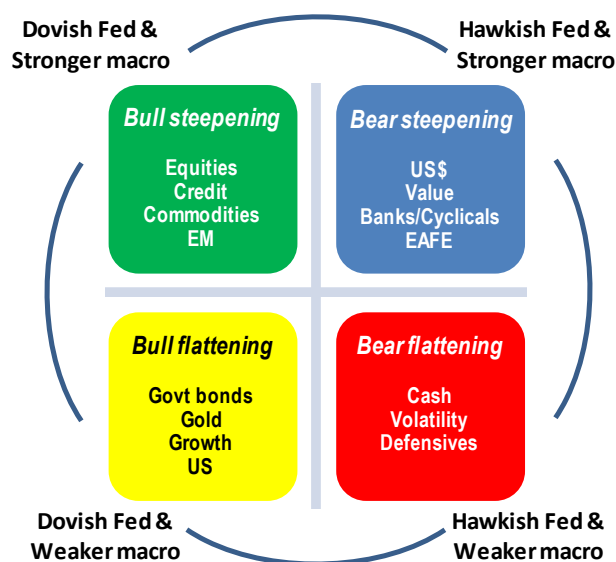 Dovish Fed &
Stronger macro
Hawkish Fed &
Stronger macro
Bull steepening
Equities
Credit
Commodities
EM
Bear steepening
US$
Value
Banks/Cyclicals
EAFE
Bull flattening
Govt bonds
Gold
Growth
US
Bear flattening
Cash
Volatility
Defensives
Dovish Fed &
Weaker macro
Hawkish Fed &
Weaker macro